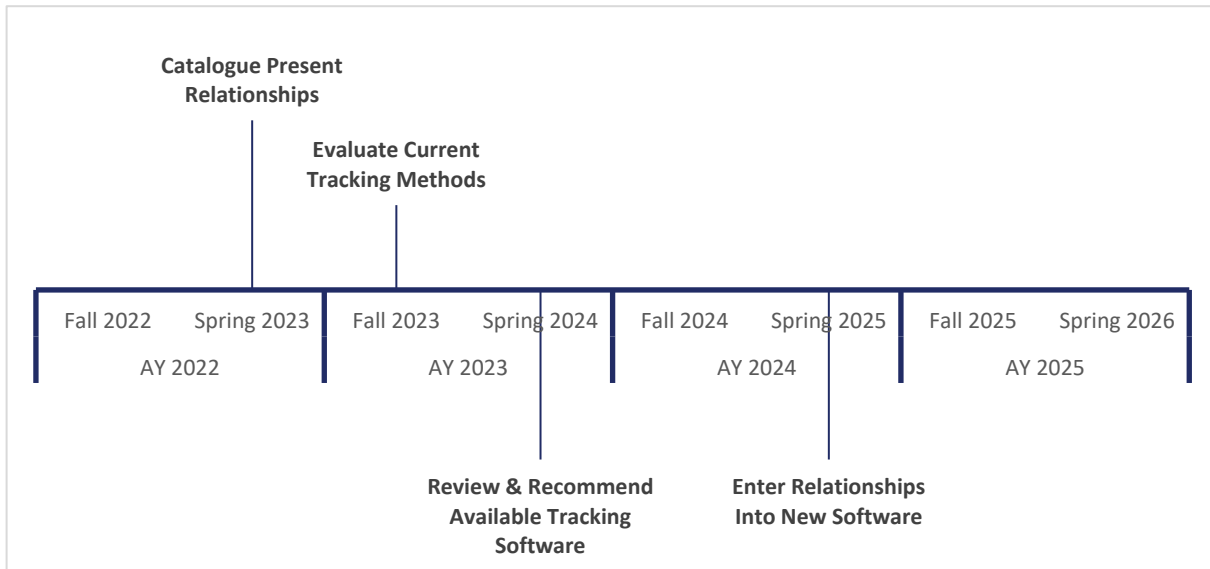 Catalogue Present
Relationships
Evaluate Current
Tracking Methods
Fall 2022 Spring 2023 Fall 2023 Spring 2024 Fall 2024 Spring 2025 Fall 2025 Spring 2026
AY 2022 AY 2023 AY 2024 AY 2025
Review & Recommend
Available Tracking
Software
Enter Relationships
Into New Software